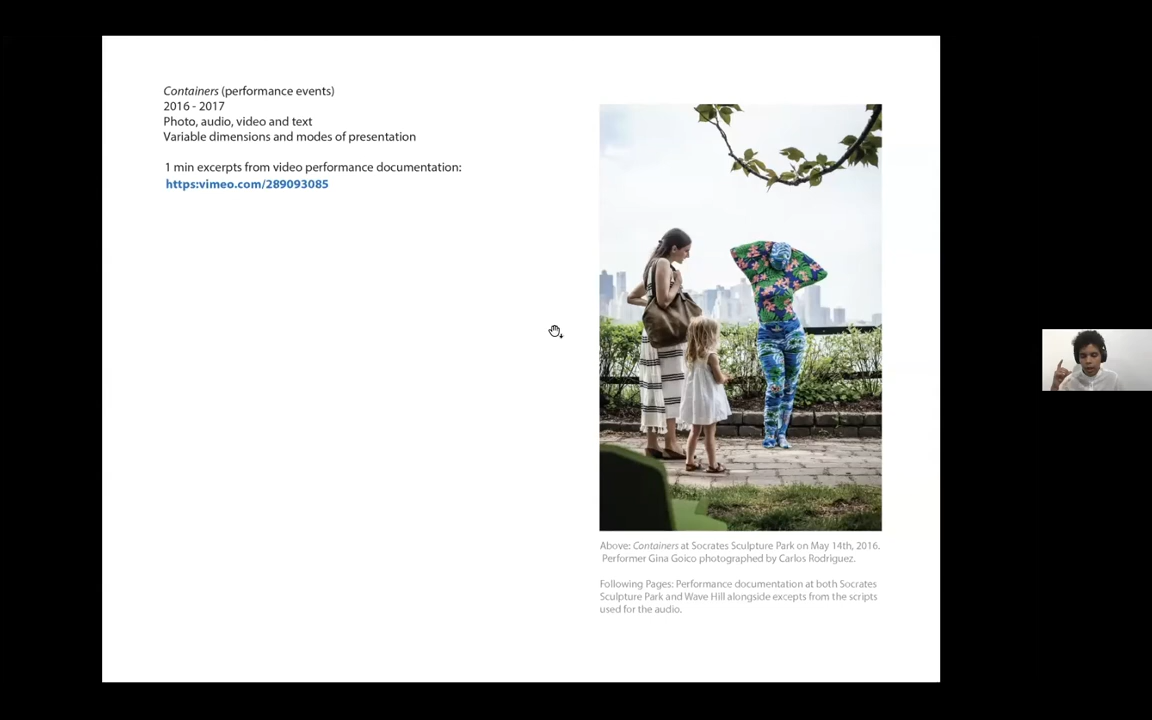 Containers (performance events)
2016 - 2017
Photo, audio, video and text
Variable dimensions and modes of presentation
1 min excerpts from video performance documentation:
https:vimeo.com/289093085
Above: Containers at Socrates Sculpture Park on May 14th, 2016.
Performer Gina Goico photographed by Carlos Rodriguez.
Following Pages: Performance documentation at both Socrates
Sculpture Park and Wave Hill alongside excepts from the scripts
used for the audio.